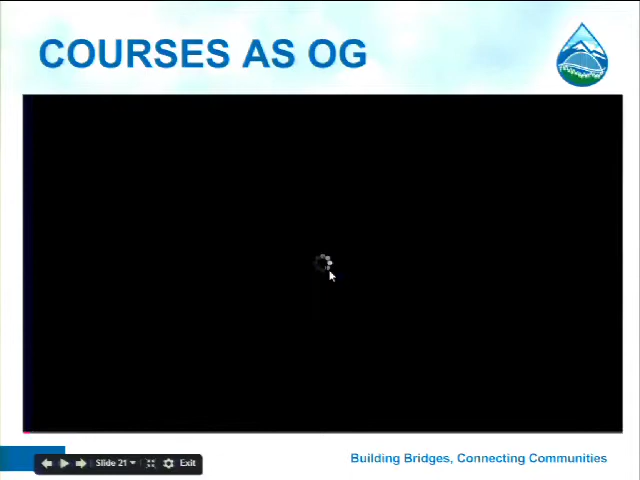 COURSES AS OG
Slide 21
Exit
Building Bridges, Connecting Communities